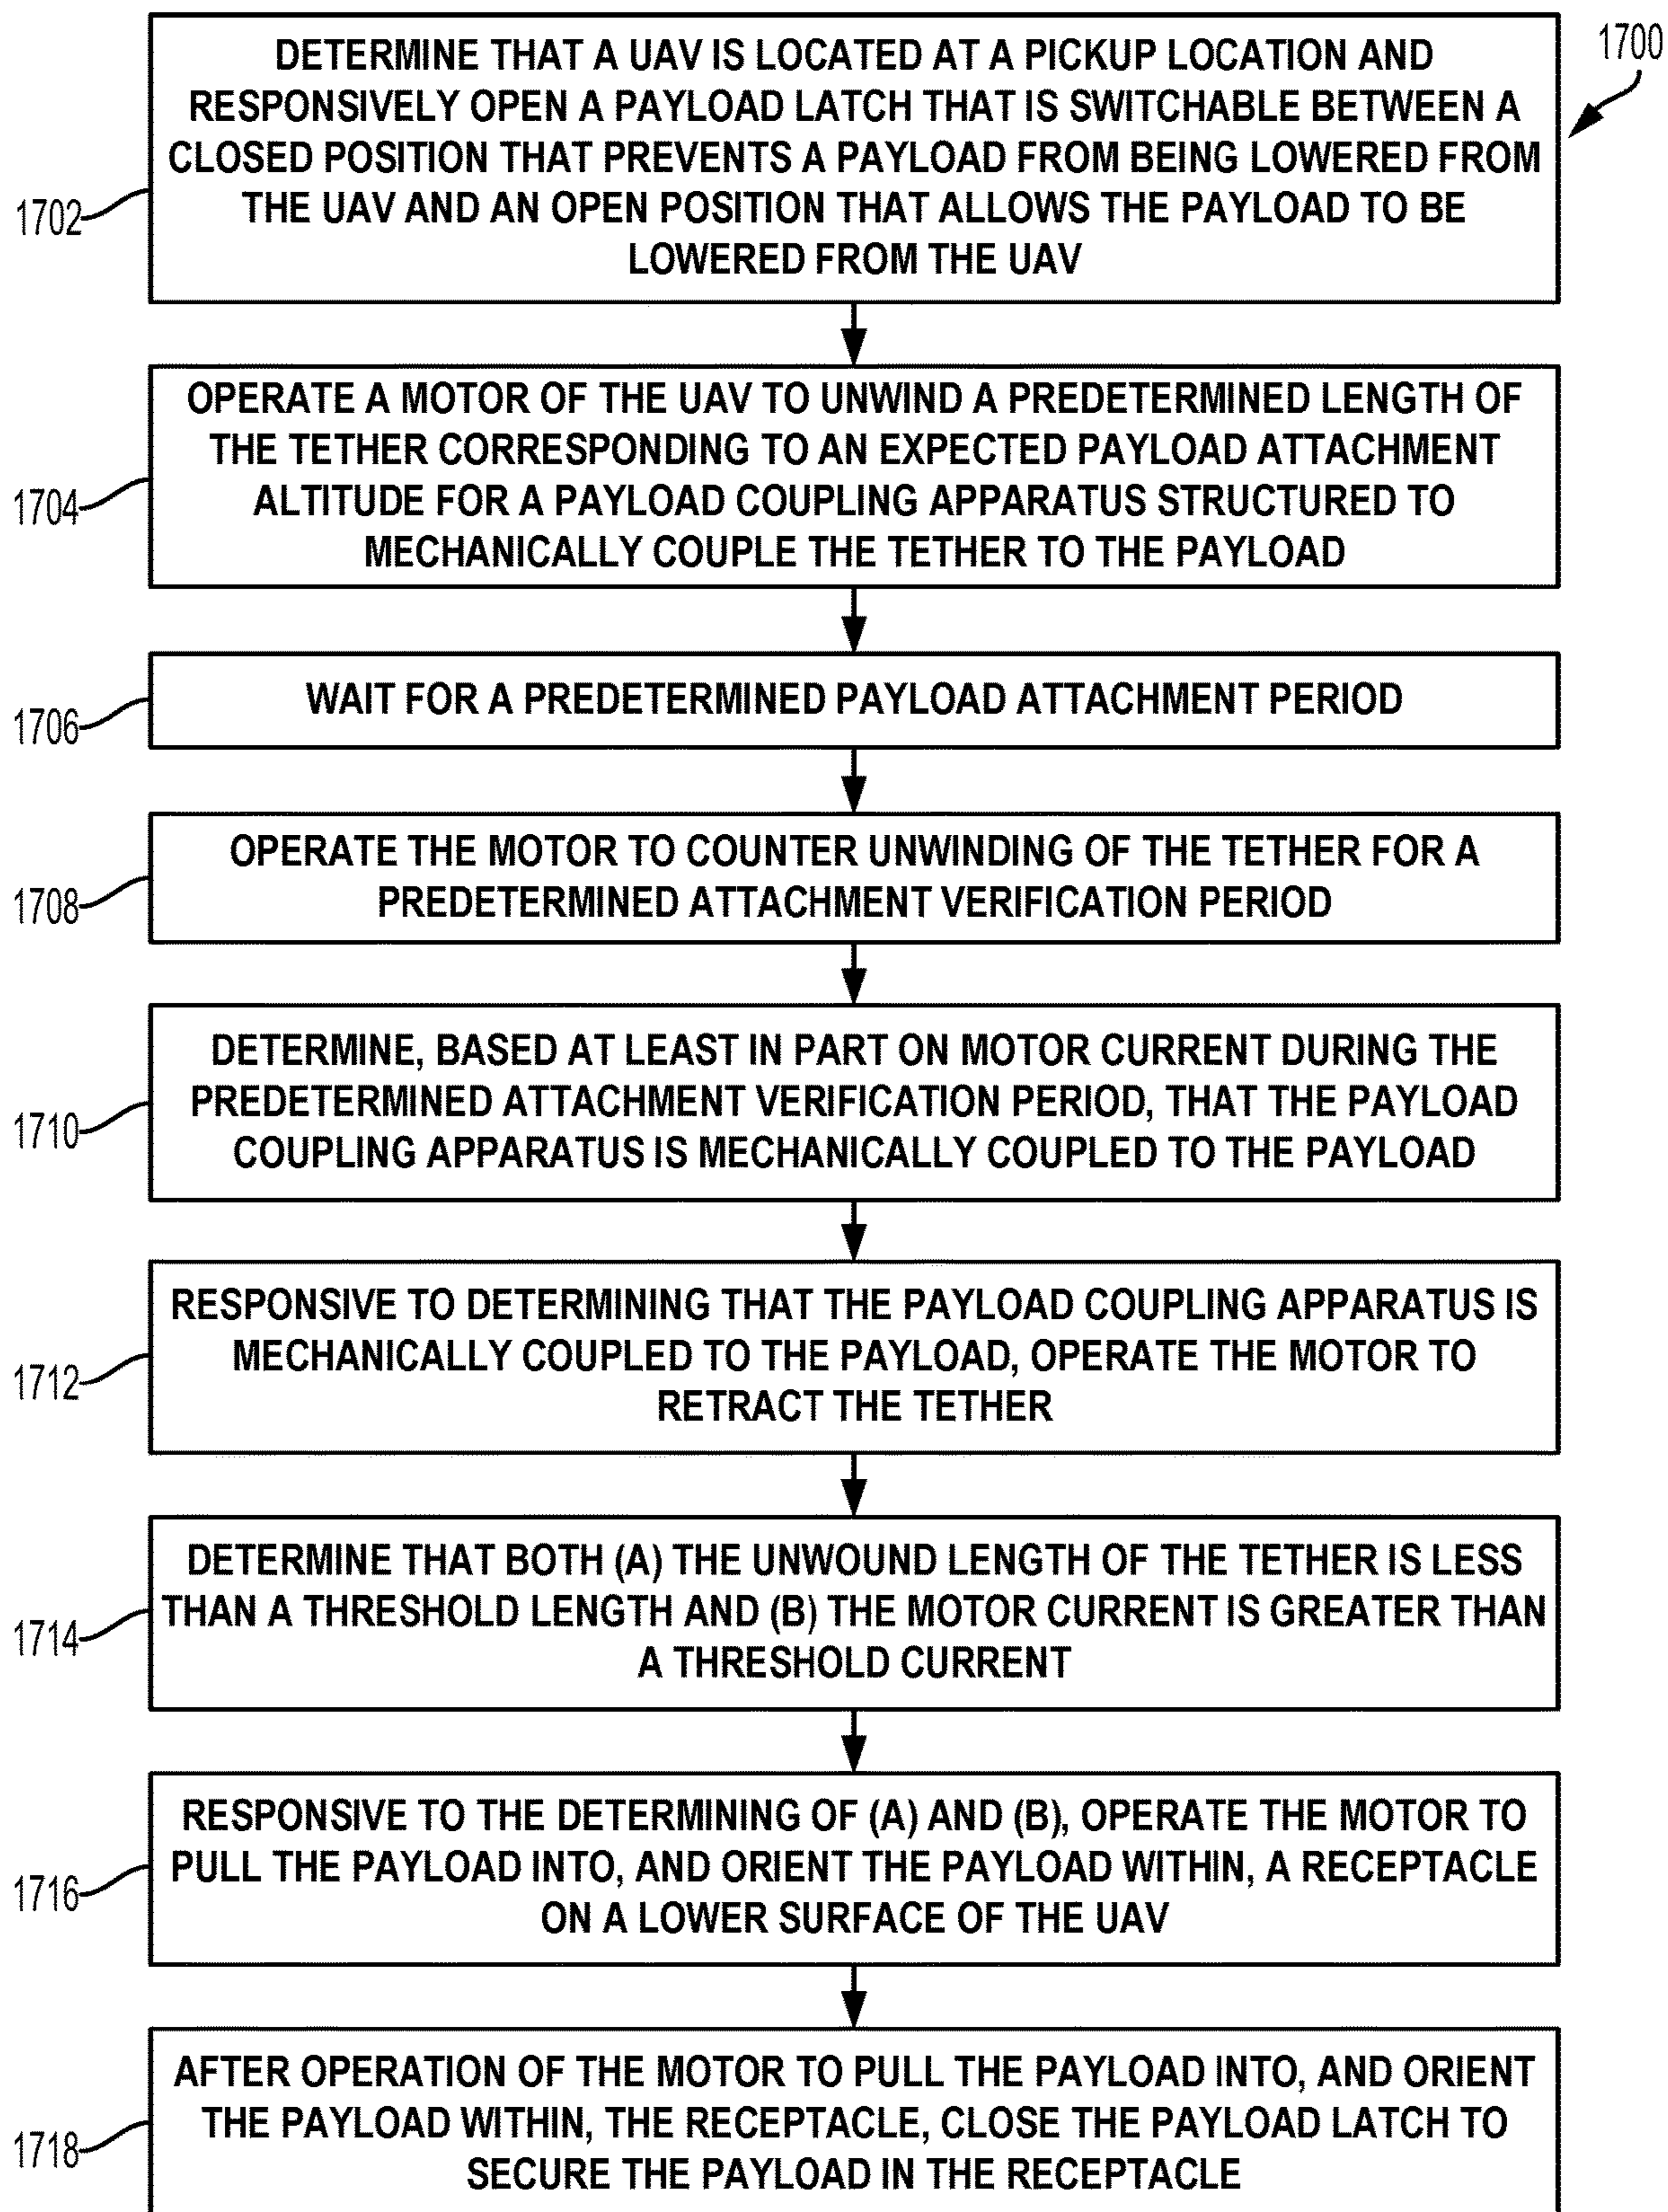 1700
DETERMINE THAT A UAV IS LOCATED AT A PICKUP LOCATION AND
RESPONSIVELY OPEN A PAYLOAD LATCH THAT IS SWITCHABLE BETWEEN A
CLOSED POSITION THAT PREVENTS A PAYLOAD FROM BEING LOWERED FROM
THE UAV AND AN OPEN POSITION THAT ALLOWS THE PAYLOAD TO BE
LOWERED FROM THE UAV
1702
OPERATE A MOTOR OF THE UAV TO UNWIND A PREDETERMINED LENGTH OF
THE TETHER CORRESPONDING TO AN EXPECTED PAYLOAD ATTACHMENT
ALTITUDE FOR A PAYLOAD COUPLING APPARATUS STRUCTURED TO
MECHANICALLY COUPLE THE TETHER TO THE PAYLOAD
1704
WAIT FOR A PREDETERMINED PAYLOAD ATTACHMENT PERIOD
1706
OPERATE THE MOTOR TO COUNTER UNWINDING OF THE TETHER FOR A
PREDETERMINED ATTACHMENT VERIFICATION PERIOD
1708
DETERMINE, BASED AT LEAST IN PART ON MOTOR CURRENT DURING THE
PREDETERMINED ATTACHMENT VERIFICATION PERIOD, THAT THE PAYLOAD
COUPLING APPARATUS IS MECHANICALLY COUPLED TO THE PAYLOAD
1710
RESPONSIVE TO DETERMINING THAT THE PAYLOAD COUPLING APPARATUS IS
MECHANICALLY COUPLED TO THE PAYLOAD, OPERATE THE MOTOR TO
RETRACT THE TETHER
1712
DETERMINE THAT BOTH (A) THE UNWOUND LENGTH OF THE TETHER IS LESS
THAN A THRESHOLD LENGTH AND (B) THE MOTOR CURRENT IS GREATER THAN
A THRESHOLD CURRENT
1714
RESPONSIVE TO THE DETERMINING OF (A) AND (B), OPERATE THE MOTOR TO
PULL THE PAYLOAD INTO, AND ORIENT THE PAYLOAD WITHIN, A RECEPTACLE
ON A LOWER SURFACE OF THE UAV
1716
AFTER OPERATION OF THE MOTOR TO PULL THE PAYLOAD INTO, AND ORIENT
THE PAYLOAD WITHIN, THE RECEPTACLE, CLOSE THE PAYLOAD LATCH TO
SECURE THE PAYLOAD IN THE RECEPTACLE
1718